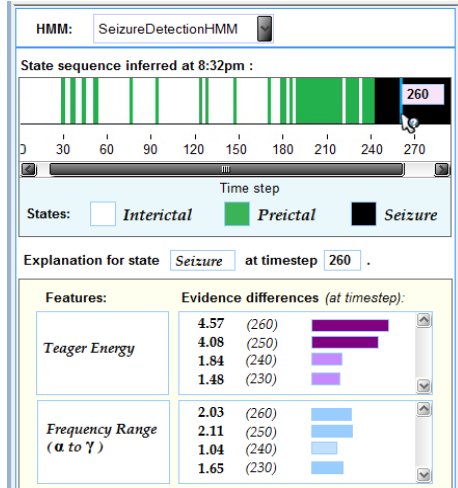 HMM: SeizureDetectionHMM
State sequence inferred at 8:32pm :
260
0 30 60 90 120 150 180 210 240 270
Time step
States: Interictal Preictal Seizure
Explanation for state Seizure at timestep 260 .
Features: Evidence differences (at timestep):
Teager Energy
4.57 (260)
4.08 (250)
1.84 (240)
1.48 (230)
Frequency Range
( α to γ )
2.03 (260)
2.11 (250)
1.04 (240)
1.65 (230)